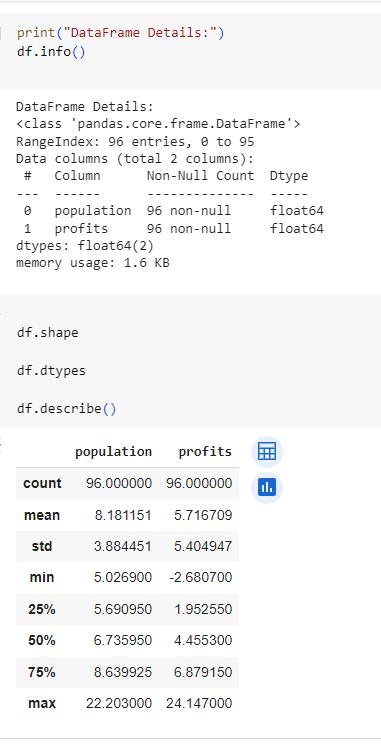 print("DataFrame Details:")
df.info()
DataFrame Details:
<class 'pandas.core.frame.DataFrame'>
RangeIndex: 96 entries, 0 to 95
Data columns (total 2 columns):
 #   Column      Non-Null Count  Dtype
---  ------      --------------  -----
 0   population  96 non-null     float64
 1   profits     96 non-null     float64
dtypes: float64(2)
memory usage: 1.6 KB
df.shape
df.dtypes
df.describe()
population profits
count 96.000000 96.000000
mean 8.181151 5.716709
std 3.884451 5.404947
min 5.026900 -2.680700
25% 5.690950 1.952550
50% 6.735950 4.455300
75% 8.639925 6.879150
max 22.203000 24.147000